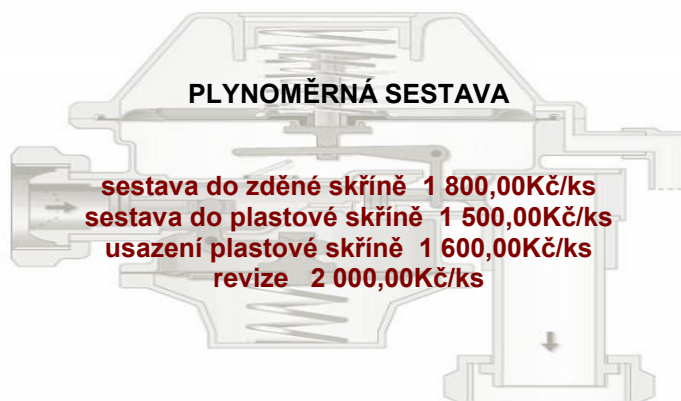 PLYNOMĚRNÁ SESTAVA
sestava do zděné skříně 1 800,00Kč/ks
sestava do plastové skříně 1 500,00Kč/ks
usazení plastové skříně 1 600,00Kč/ks
revize 2 000,00Kč/ks